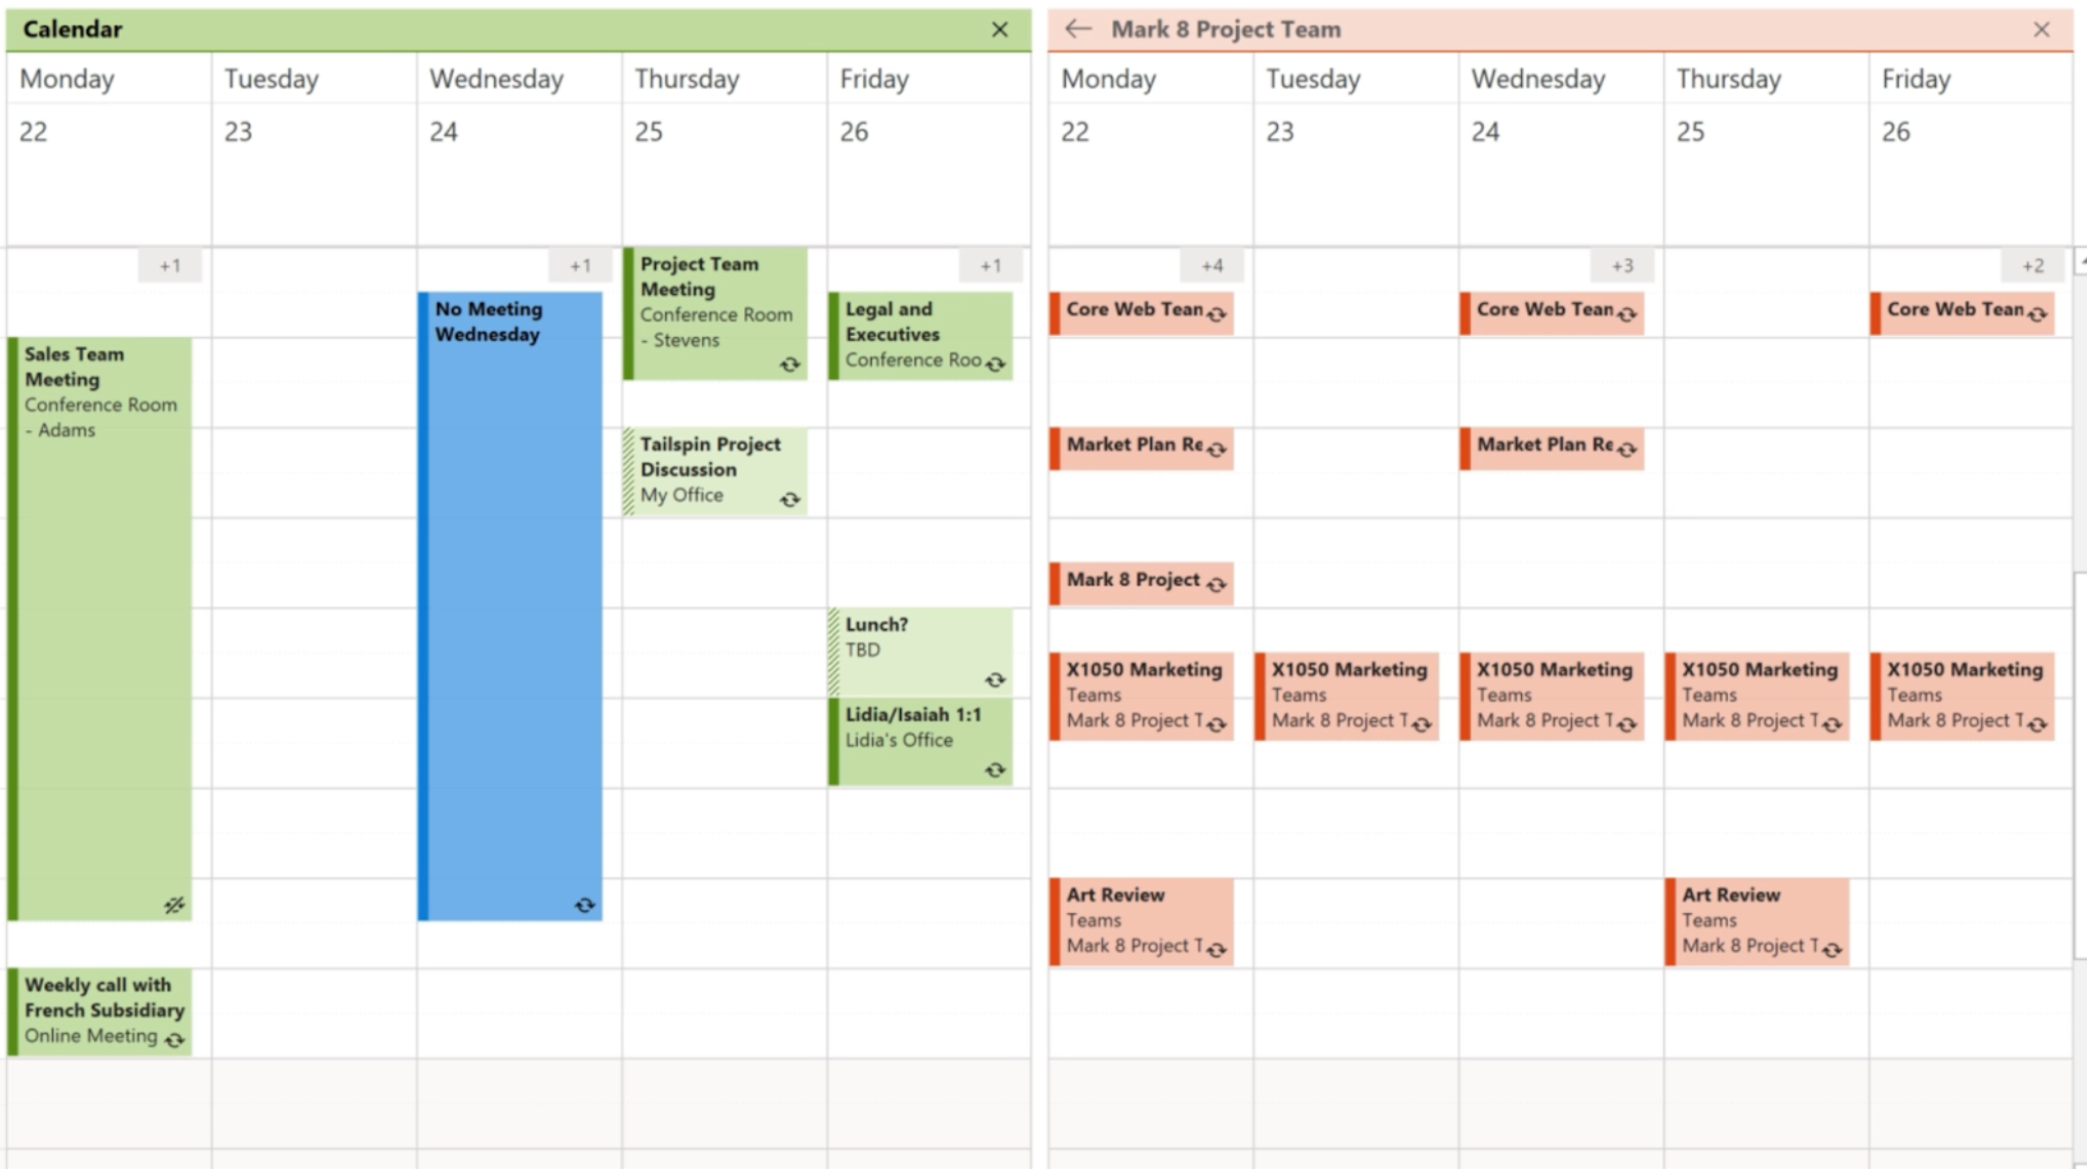 Calendar
Monday
Tuesday
Wednesday
Thursday
Friday
22
23
24
25
26
+1
+1
+1
Sales Team
Meeting
Conference Room
- Adams
Weekly call with
French Subsidiary
Online Meeting
No Meeting
Wednesday
Project Team
Meeting
Conference Room
- Stevens
Tailspin Project
Discussion
My Office
Legal and
Executives
Conference Roo
Lunch?
TBD
Lidia/Isaiah 1:1
Lidia's Office
Mark 8 Project Team
Monday
Tuesday
Wednesday
Thursday
Friday
22
23
24
25
26
+4
+3
+2
Core Web Tean
Market Plan Re
Mark 8 Project
X1050 Marketing
Teams
Mark 8 Project T
Art Review
Teams
Mark 8 Project T
X1050 Marketing
Teams
Mark 8 Project T
Core Web Tean
Market Plan Re
X1050 Marketing
Teams
Mark 8 Project T
X1050 Marketing
Teams
Mark 8 Project T
Art Review
Teams
Mark 8 Project T
Core Web Tean
X1050 Marketing
Teams
Mark 8 Project T